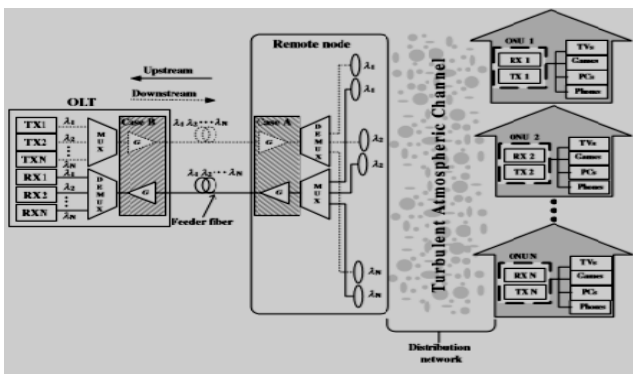 Remote node
Upstream
Downstream
OLT
TX1
TX2
TXN
RX1
RX2
RXN
λ1
λ2
λN
λ1
λ2
λN
MUX
DEMUX
Case B
G
G
λ1 λ2 ... λN
λ1 λ2 ... λN
Feeder fiber
Case A
G
G
DEMUX
MUX
λ1
λ1
λ2
λ2
λN
λN
Turbulent Atmospheric Channel
Distribution
network
ONU 1
RX 1
TX 1
TVs
Games
PCs
Phones
ONU 2
RX 2
TX 2
TVs
Games
PCs
Phones
ONU N
RX N
TX N
TVs
Games
PCs
Phones